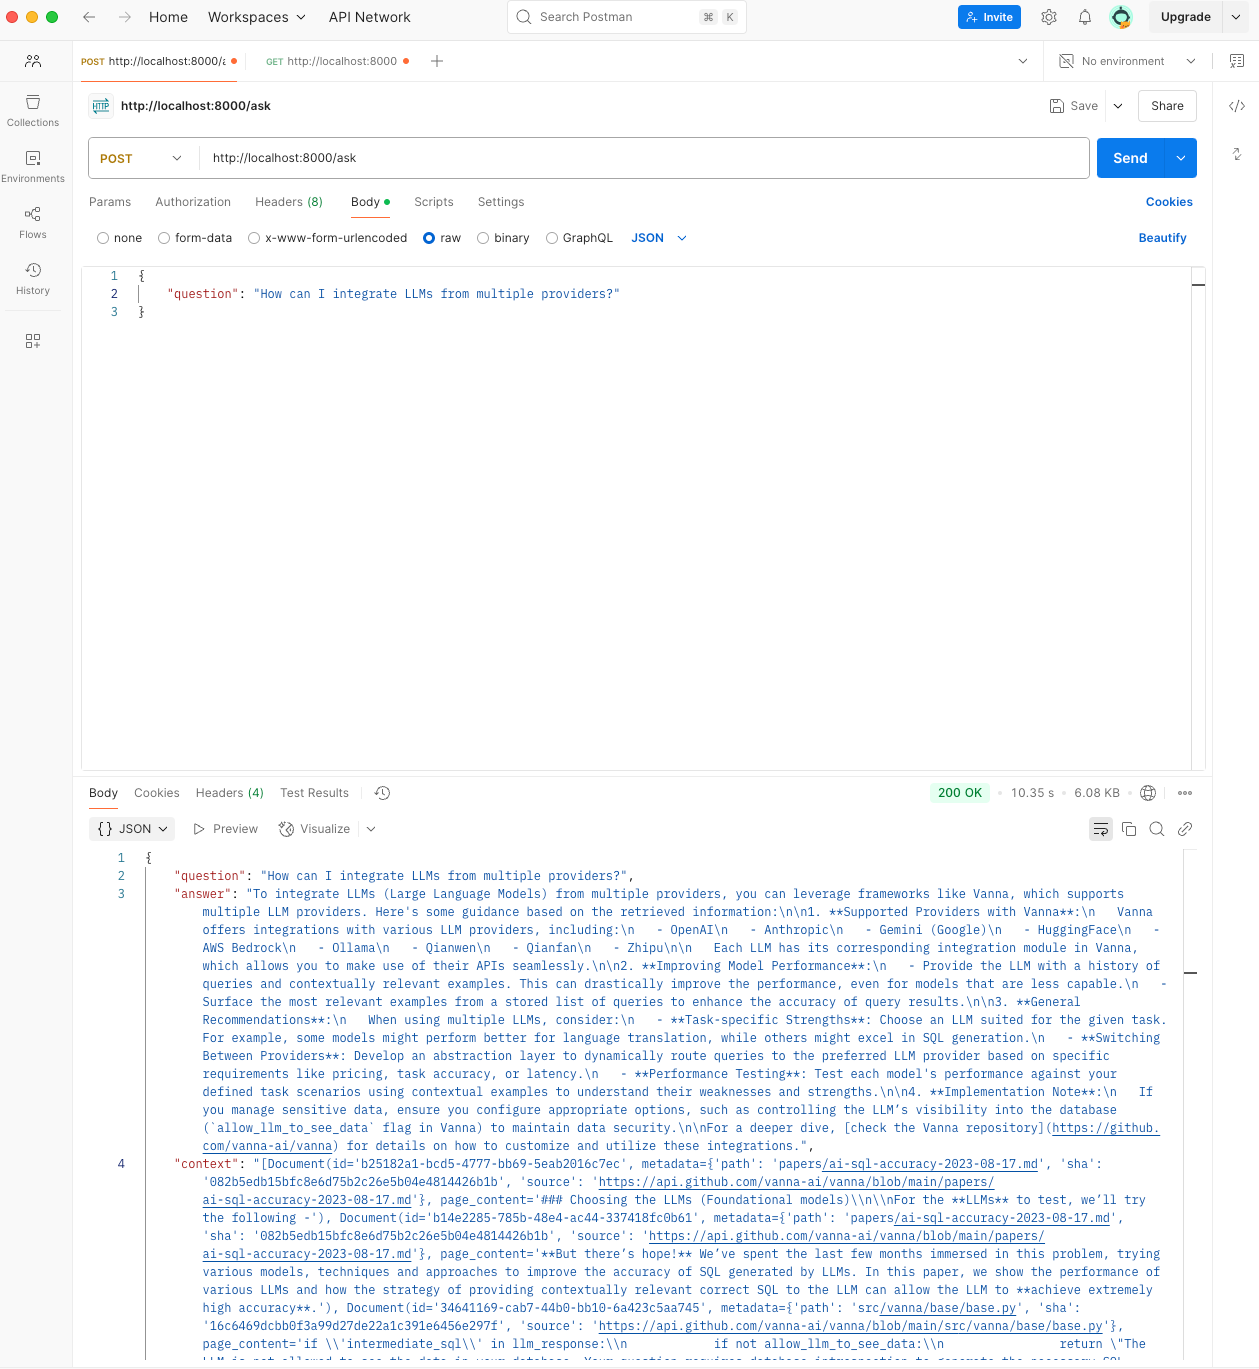 Home Workspaces API Network Search Postman ⌘ K Invite Upgrade
POST http://localhost:8000/a GET http://localhost:8000 No environment
Collections
Environments
Flows
History
HTTP http://localhost:8000/ask Save Share
POST http://localhost:8000/ask Send
Params Authorization Headers (8) Body Scripts Settings Cookies
none form-data x-www-form-urlencoded raw binary GraphQL JSON Beautify
1 {
2 "question": "How can I integrate LLMs from multiple providers?"
3 }
Body Cookies Headers (4) Test Results 200 OK 10.35 s 6.08 KB
{} JSON Preview Visualize
1 {
2 "question": "How can I integrate LLMs from multiple providers?",
3 "answer": "To integrate LLMs (Large Language Models) from multiple providers, you can leverage frameworks like Vanna, which supports
multiple LLM providers. Here's some guidance based on the retrieved information:\n\n1. **Supported Providers with Vanna**:\n   Vanna
offers integrations with various LLM providers, including:\n   - OpenAI\n   - Anthropic\n   - Gemini (Google)\n   - HuggingFace\n   -
AWS Bedrock\n   - Ollama\n   - Qianwen\n   - Qianfan\n   - Zhipu\n\n   Each LLM has its corresponding integration module in Vanna,
which allows you to make use of their APIs seamlessly.\n\n2. **Improving Model Performance**:\n   - Provide the LLM with a history of
queries and contextually relevant examples. This can drastically improve the performance, even for models that are less capable.\n   -
Surface the most relevant examples from a stored list of queries to enhance the accuracy of query results.\n\n3. **General
Recommendations**:\n   When using multiple LLMs, consider:\n   - **Task-specific Strengths**: Choose an LLM suited for the given task.
For example, some models might perform better for language translation, while others might excel in SQL generation.\n   - **Switching
Between Providers**: Develop an abstraction layer to dynamically route queries to the preferred LLM provider based on specific
requirements like pricing, task accuracy, or latency.\n   - **Performance Testing**: Test each model's performance against your
defined task scenarios using contextual examples to understand their weaknesses and strengths.\n\n4. **Implementation Note**:\n   If
you manage sensitive data, ensure you configure appropriate options, such as controlling the LLM’s visibility into the database
(`allow_llm_to_see_data` flag in Vanna) to maintain data security.\n\nFor a deeper dive, [check the Vanna repository](https://github.
com/vanna-ai/vanna) for details on how to customize and utilize these integrations.",
4 "context": "[Document(id='b25182a1-bcd5-4777-bb69-5eab2016c7ec', metadata={'path': 'papers/ai-sql-accuracy-2023-08-17.md', 'sha':
'082b5edb15bfc8e6d75b2c26e5b04e4814426b1b', 'source': 'https://api.github.com/vanna-ai/vanna/blob/main/papers/
ai-sql-accuracy-2023-08-17.md'}, page_content='### Choosing the LLMs (Foundational models)\\n\\nFor the **LLMs** to test, we’ll try
the following -'), Document(id='b14e2285-785b-48e4-ac44-337418fc0b61', metadata={'path': 'papers/ai-sql-accuracy-2023-08-17.md',
'sha': '082b5edb15bfc8e6d75b2c26e5b04e4814426b1b', 'source': 'https://api.github.com/vanna-ai/vanna/blob/main/papers/
ai-sql-accuracy-2023-08-17.md'}, page_content='**But there’s hope!** We’ve spent the last few months immersed in this problem, trying
various models, techniques and approaches to improve the accuracy of SQL generated by LLMs. In this paper, we show the performance of
various LLMs and how the strategy of providing contextually relevant correct SQL to the LLM can allow the LLM to **achieve extremely
high accuracy**.'), Document(id='34641169-cab7-44b0-bb10-6a423c5aa745', metadata={'path': 'src/vanna/base/base.py', 'sha':
'16c6469dcbb0f3a99d27de22a1c391e6456e297f', 'source': 'https://api.github.com/vanna-ai/vanna/blob/main/src/vanna/base/base.py'},
page_content='if \\'intermediate_sql\\' in llm_response:\\n            if not allow_llm_to_see_data:\\n                return \"The
LLM is not allowed to see the data in your database. Your question requires database introspection to generate the necessary SQL